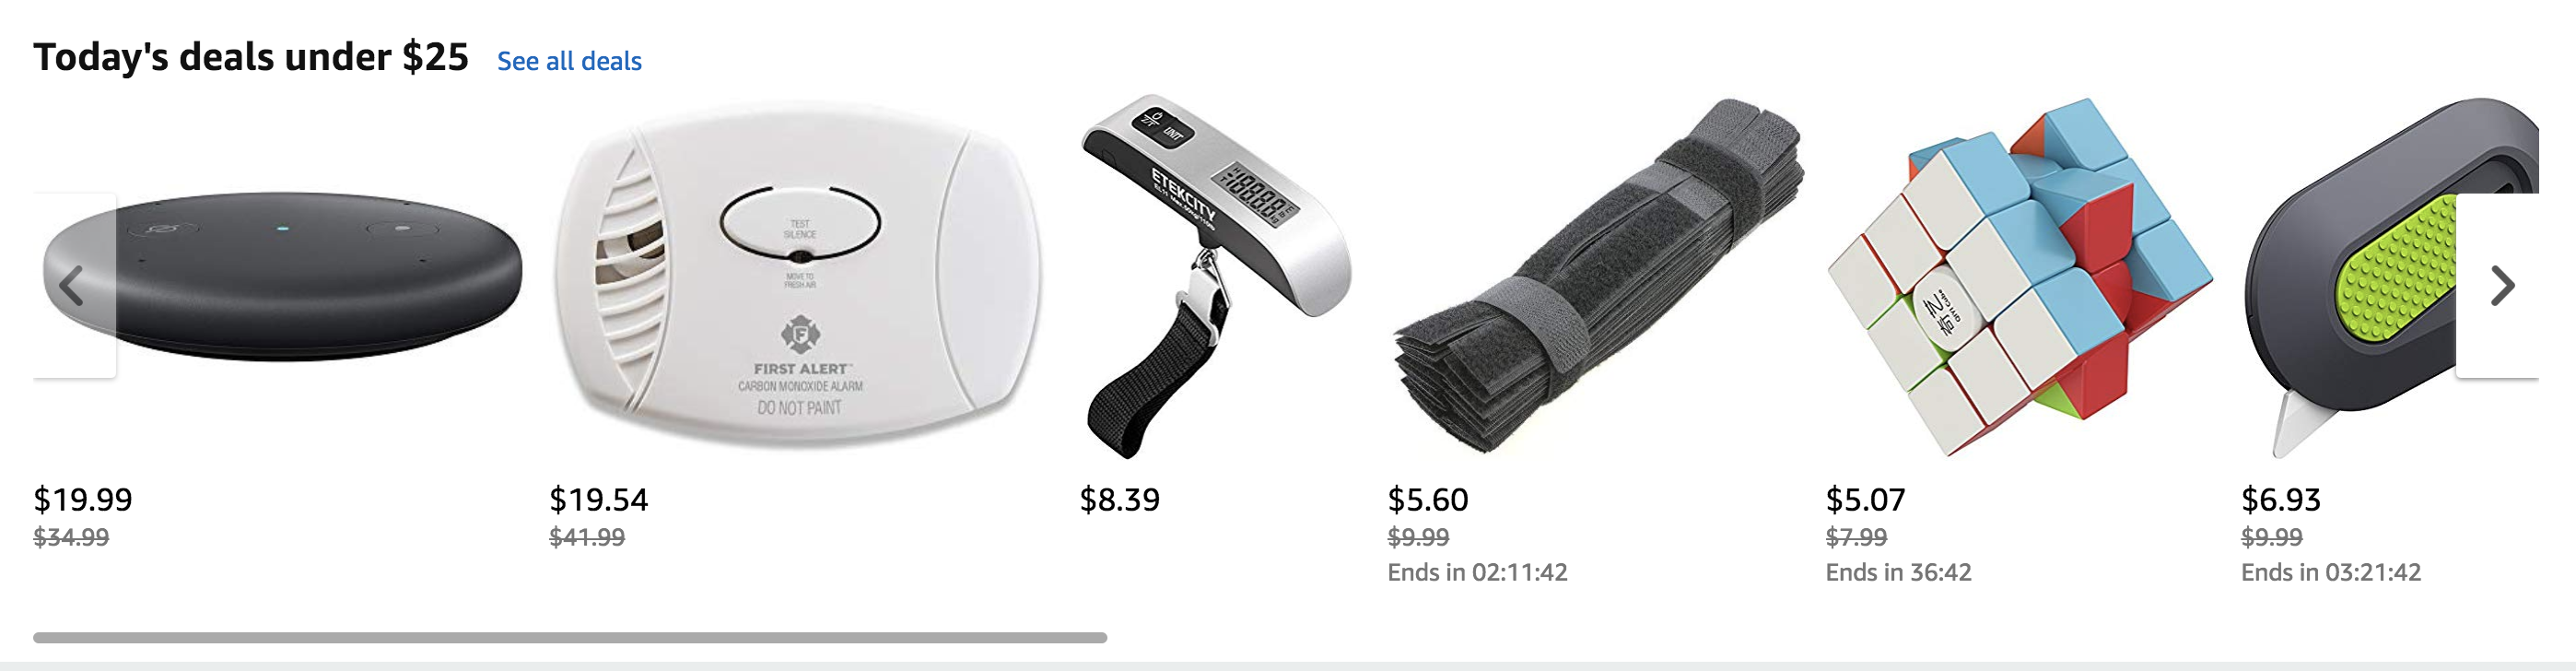 Today's deals under $25 See all deals
TEST
SILENCE
MOVE TO
FRESH AIR
F
FIRST ALERT™
CARBON MONOXIDE ALARM
DO NOT PAINT
Z/T UNIT
ETEKCITY
QiYi Cube
$19.99
$34.99
$19.54
$41.99
$8.39
$5.60
$9.99
Ends in 02:11:42
$5.07
$7.99
Ends in 36:42
$6.93
$9.99
Ends in 03:21:42